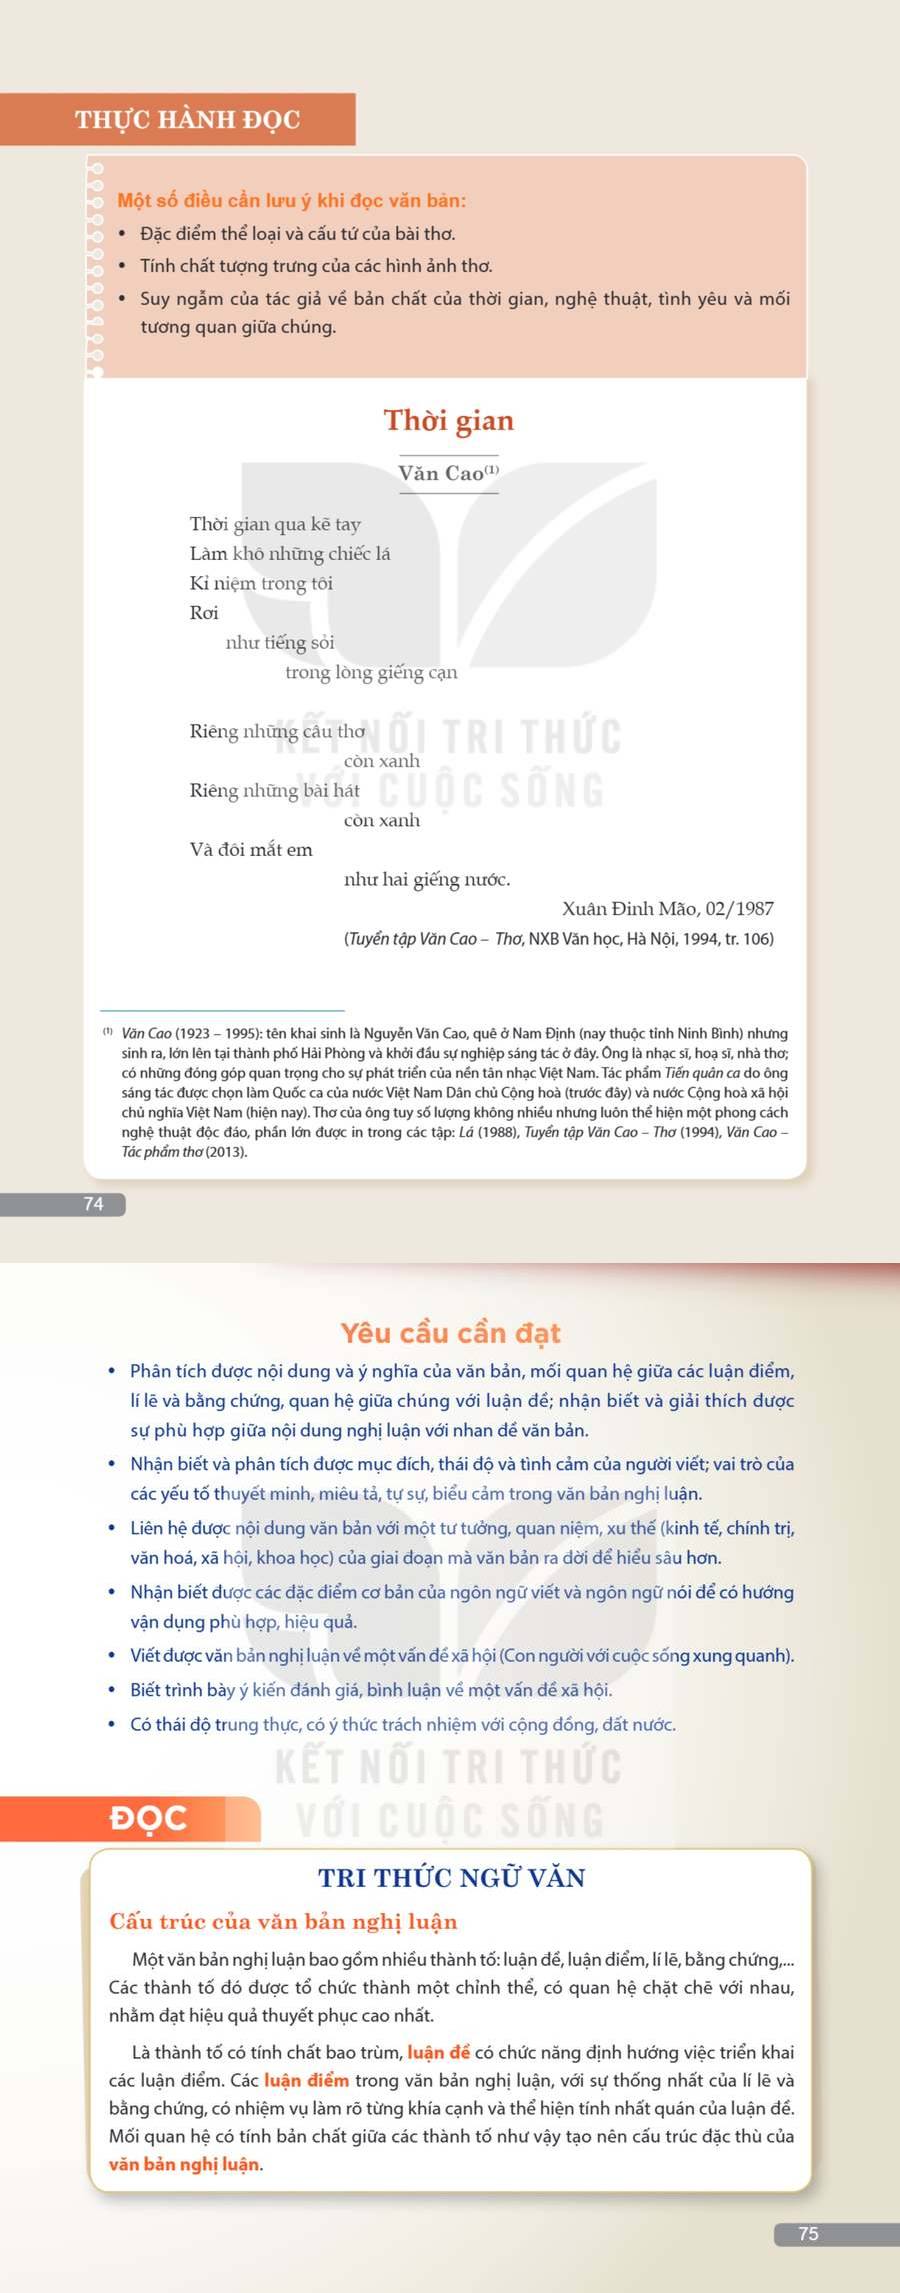 THỰC HÀNH ĐỌC
Một số điều cần lưu ý khi đọc văn bản:
• Đặc điểm thể loại và cấu tứ của bài thơ.
• Tính chất tượng trưng của các hình ảnh thơ.
• Suy ngẫm của tác giả về bản chất của thời gian, nghệ thuật, tình yêu và mối
tương quan giữa chúng.
Thời gian
Văn Cao(1)
Thời gian qua kẽ tay
Làm khô những chiếc lá
Kỉ niệm trong tôi
Rơi
như tiếng sỏi
trong lòng giếng cạn
Riêng những câu thơ
còn xanh
Riêng những bài hát
còn xanh
Và đôi mắt em
như hai giếng nước.
Xuân Đinh Mão, 02/1987
(Tuyển tập Văn Cao – Thơ, NXB Văn học, Hà Nội, 1994, tr. 106)
KẾT NỐI TRI THỨC
VỚI CUỘC SỐNG
(1) Văn Cao (1923 – 1995): tên khai sinh là Nguyễn Văn Cao, quê ở Nam Định (nay thuộc tỉnh Ninh Bình) nhưng
sinh ra, lớn lên tại thành phố Hải Phòng và khởi đầu sự nghiệp sáng tác ở đây. Ông là nhạc sĩ, hoạ sĩ, nhà thơ;
có những đóng góp quan trọng cho sự phát triển của nền tân nhạc Việt Nam. Tác phẩm Tiến quân ca do ông
sáng tác được chọn làm Quốc ca của nước Việt Nam Dân chủ Cộng hoà (trước đây) và nước Cộng hoà xã hội
chủ nghĩa Việt Nam (hiện nay). Thơ của ông tuy số lượng không nhiều nhưng luôn thể hiện một phong cách
nghệ thuật độc đáo, phần lớn được in trong các tập: Lá (1988), Tuyển tập Văn Cao – Thơ (1994), Văn Cao –
Tác phẩm thơ (2013).
74
Yêu cầu cần đạt
• Phân tích được nội dung và ý nghĩa của văn bản, mối quan hệ giữa các luận điểm,
lí lẽ và bằng chứng, quan hệ giữa chúng với luận đề; nhận biết và giải thích được
sự phù hợp giữa nội dung nghị luận với nhan đề văn bản.
• Nhận biết và phân tích được mục đích, thái độ và tình cảm của người viết; vai trò của
các yếu tố thuyết minh, miêu tả, tự sự, biểu cảm trong văn bản nghị luận.
• Liên hệ được nội dung văn bản với một tư tưởng, quan niệm, xu thế (kinh tế, chính trị,
văn hoá, xã hội, khoa học) của giai đoạn mà văn bản ra đời để hiểu sâu hơn.
• Nhận biết được các đặc điểm cơ bản của ngôn ngữ viết và ngôn ngữ nói để có hướng
vận dụng phù hợp, hiệu quả.
• Viết được văn bản nghị luận về một vấn đề xã hội (Con người với cuộc sống xung quanh).
• Biết trình bày ý kiến đánh giá, bình luận về một vấn đề xã hội.
• Có thái độ trung thực, có ý thức trách nhiệm với cộng đồng, đất nước.
KẾT NỐI TRI THỨC
VỚI CUỘC SỐNG
ĐỌC
TRI THỨC NGỮ VĂN
Cấu trúc của văn bản nghị luận
Một văn bản nghị luận bao gồm nhiều thành tố: luận đề, luận điểm, lí lẽ, bằng chứng,...
Các thành tố đó được tổ chức thành một chỉnh thể, có quan hệ chặt chẽ với nhau,
nhằm đạt hiệu quả thuyết phục cao nhất.
Là thành tố có tính chất bao trùm, luận đề có chức năng định hướng việc triển khai
các luận điểm. Các luận điểm trong văn bản nghị luận, với sự thống nhất của lí lẽ và
bằng chứng, có nhiệm vụ làm rõ từng khía cạnh và thể hiện tính nhất quán của luận đề.
Mối quan hệ có tính bản chất giữa các thành tố như vậy tạo nên cấu trúc đặc thù của
văn bản nghị luận.
75